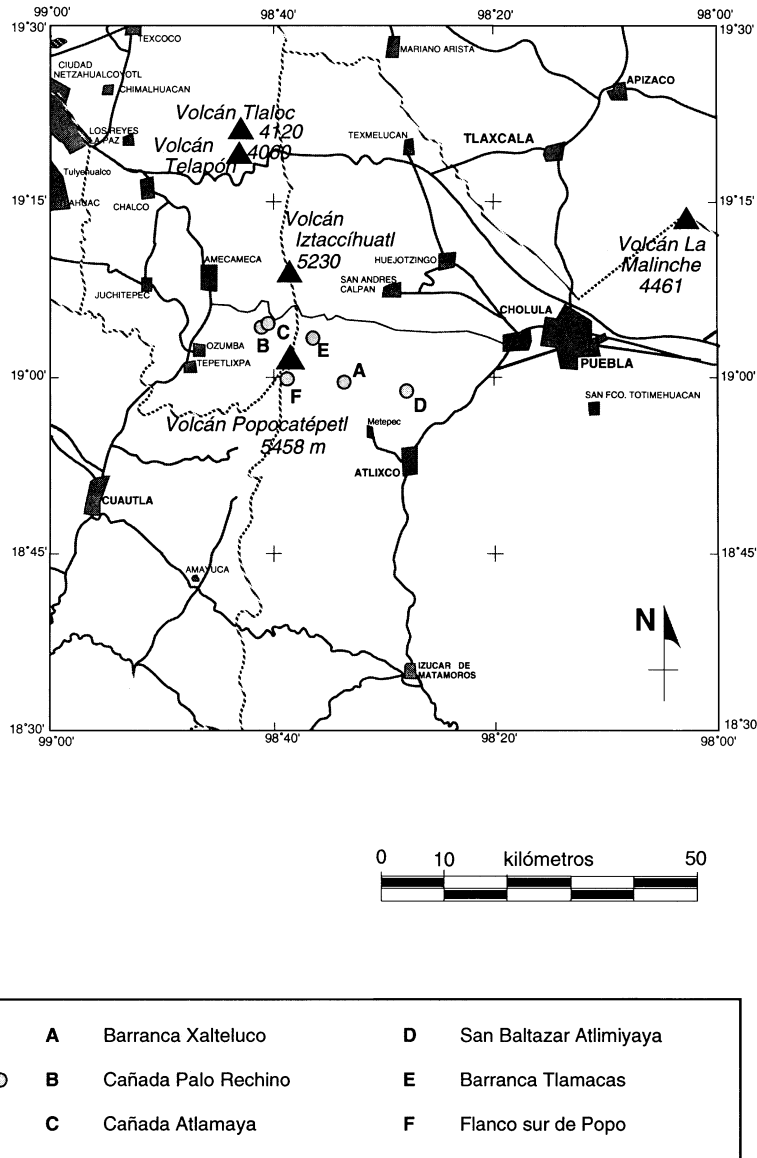 99°00'
98°40'
98°20'
98°00'
19°30'
19°30'
TEXCOCO
MARIANO ARISTA
CIUDAD
NETZAHUALCOYOTL
CHIMALHUACAN
APIZACO
Volcán Tlaloc
4120
LOS REYES
LA PAZ
Volcán
Telapón
4060
TEXMELUCAN
TLAXCALA
Tulyehualco
19°15'
19°15'
AHUAC
CHALCO
Volcán
Iztaccíhuatl
5230
Volcán La
Malinche
4461
AMECAMECA
HUEJOTZINGO
JUCHITEPEC
SAN ANDRES
CALPAN
CHOLULA
B
C
E
OZUMBA
TEPETLIXPA
PUEBLA
19°00'
19°00'
A
F
D
SAN FCO. TOTIMEHUACAN
Volcán Popocatépetl
5458 m
Metepec
ATLIXCO
CUAUTLA
18°45'
18°45'
AMAYUCA
N
IZUCAR DE
MATAMOROS
18°30'
18°30
99°00'
98°40'
98°20'
98°00'
0 10 kilómetros 50
A Barranca Xalteluco
B Cañada Palo Rechino
C Cañada Atlamaya
D San Baltazar Atlimiyaya
E Barranca Tlamacas
F Flanco sur de Popo